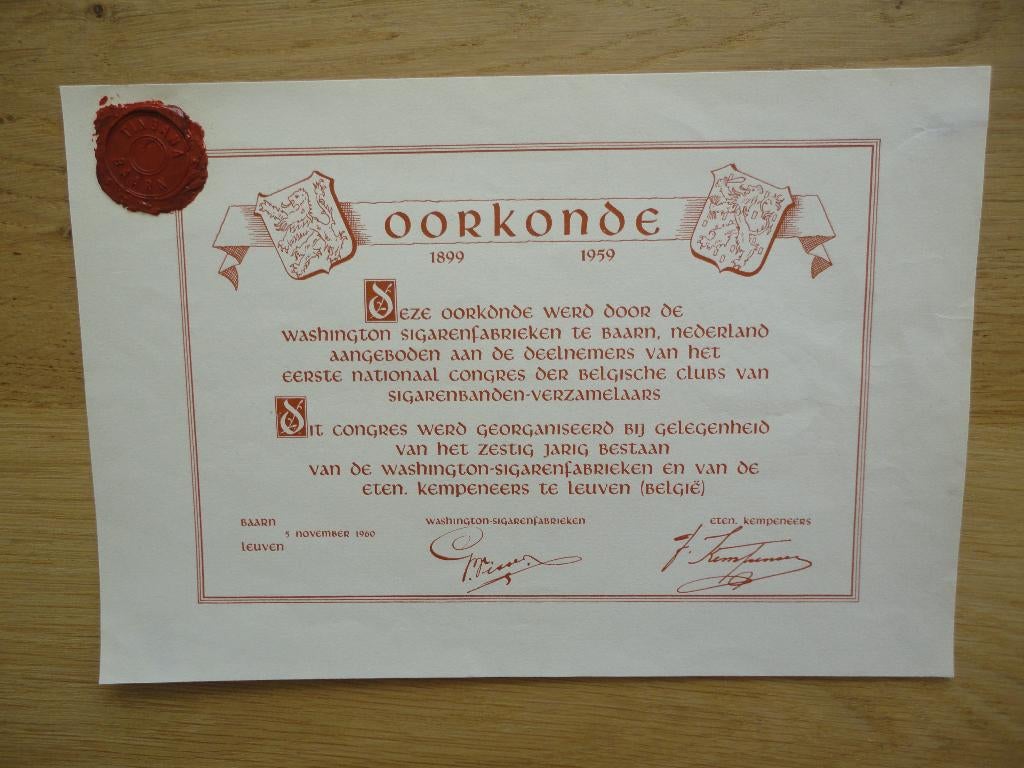 OORKONDE
1899 1959
Deze oorkonde werd door de
Washington sigarenfabrieken te Baarn, Nederland
aangeboden aan de deelnemers van het
eerste nationaal congres der Belgische clubs van
sigarenbanden-verzamelaars
Dit congres werd georganiseerd bij gelegenheid
van het zestig jarig bestaan
van de Washington-sigarenfabrieken en van de
eten. Kempeneers te Leuven (België)
Baarn Washington-sigarenfabrieken eten. Kempeneers
5 november 1960
Leuven
J. Kempeneers